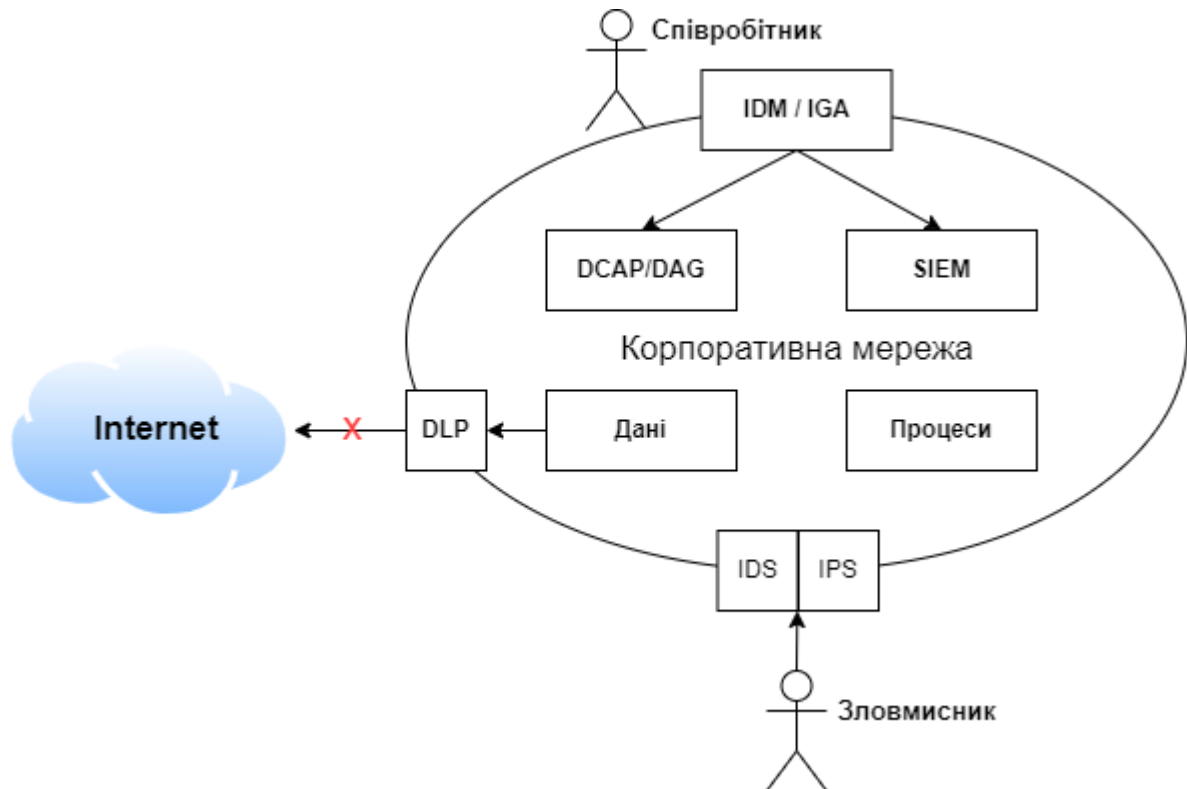 Співробітник
IDM / IGA
DCAP/DAG
SIEM
Корпоративна мережа
Internet
X
DLP
Дані
Процеси
IDS
IPS
Зловмисник